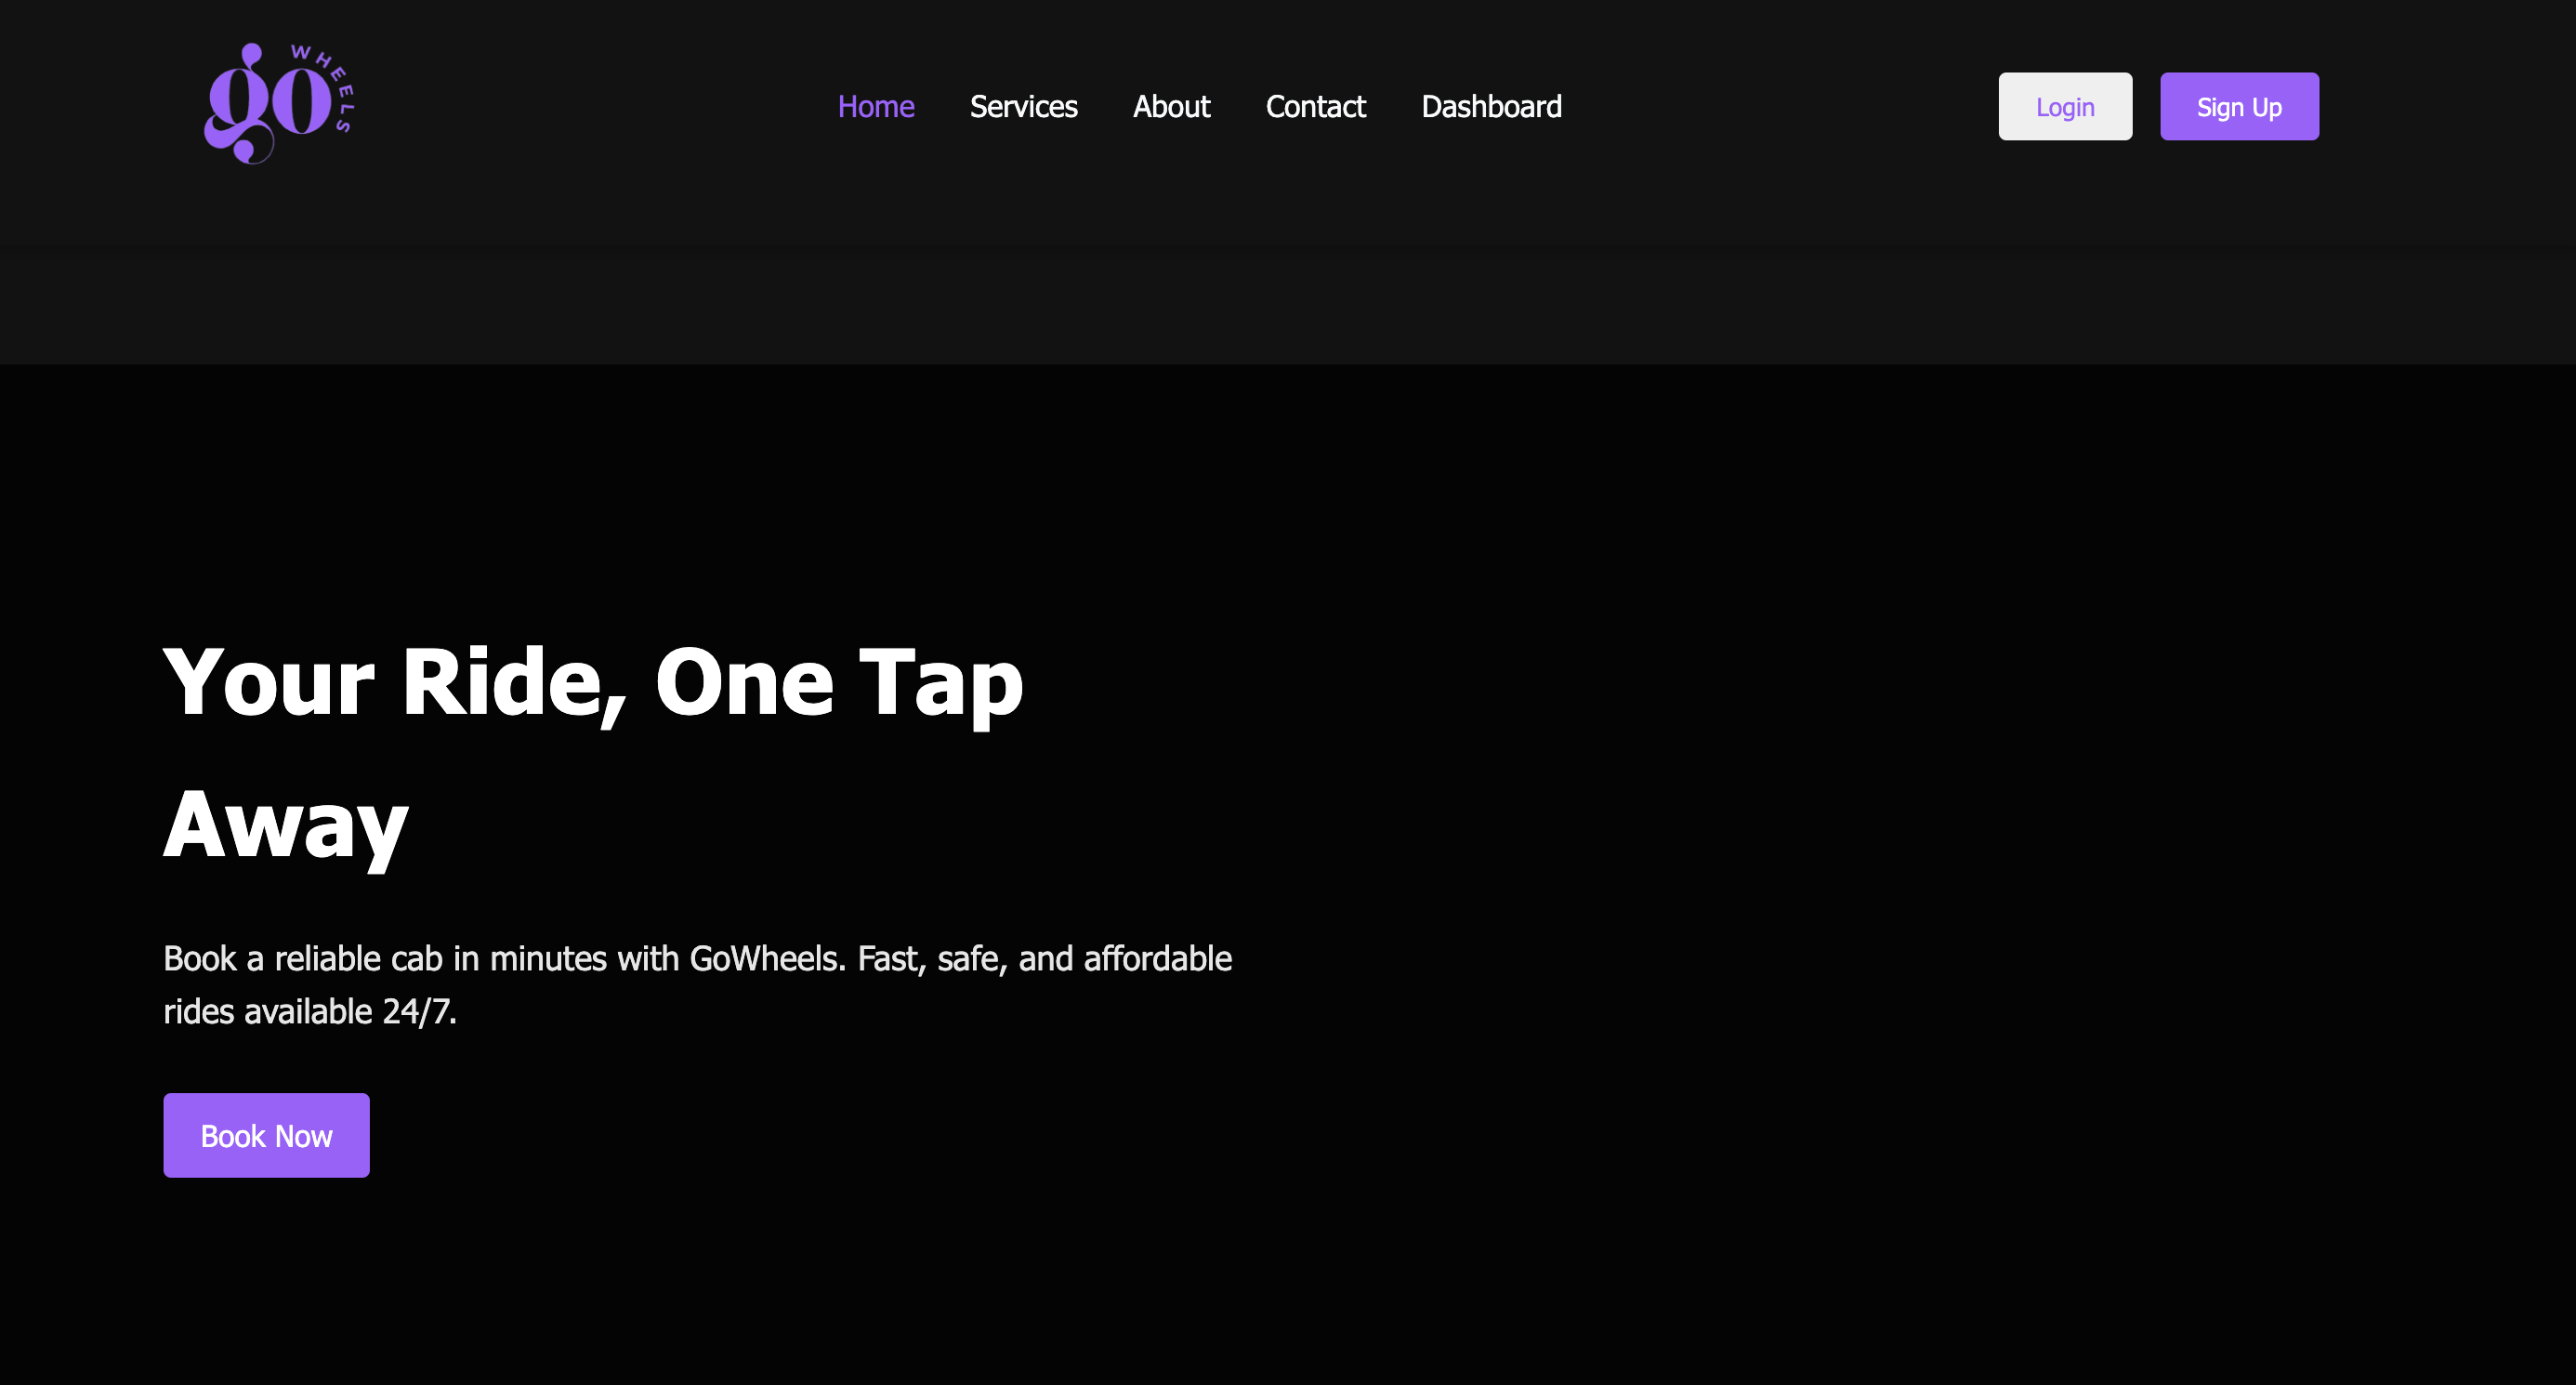 go WHEELS
Home Services About Contact Dashboard
Login Sign Up
Your Ride, One Tap
Away
Book a reliable cab in minutes with GoWheels. Fast, safe, and affordable
rides available 24/7.
Book Now